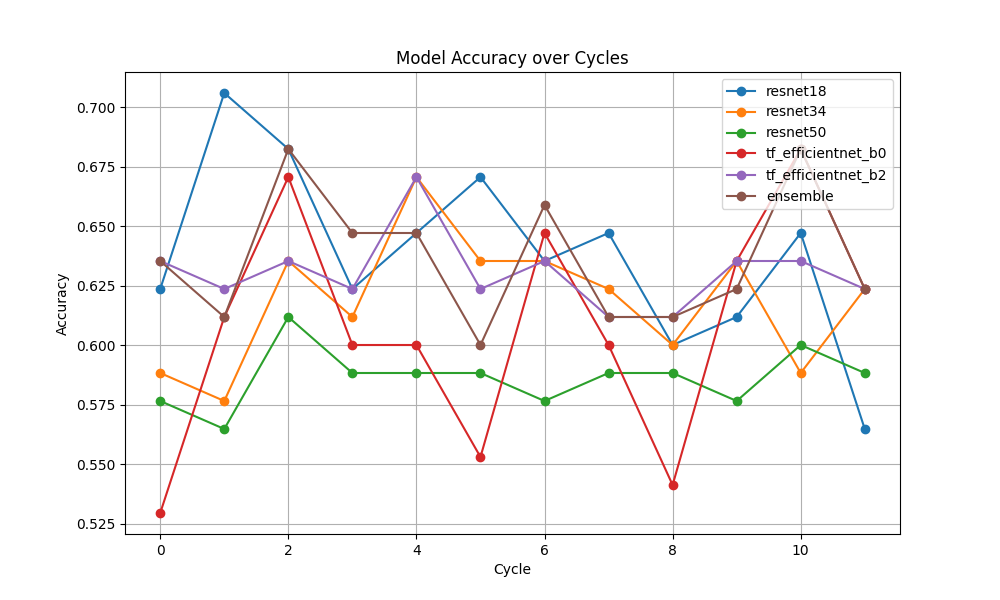 Model Accuracy over Cycles
0.700
0.675
0.650
0.625
0.600
0.575
0.550
0.525
Accuracy
0 2 4 6 8 10
Cycle
resnet18
resnet34
resnet50
tf_efficientnet_b0
tf_efficientnet_b2
ensemble